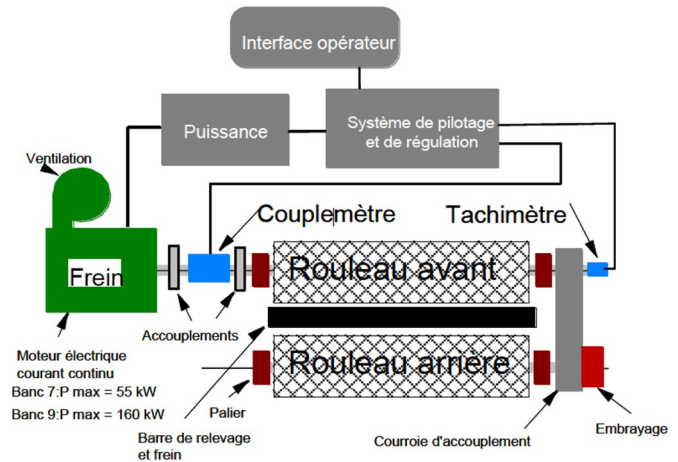 Interface opérateur
Puissance
Système de pilotage
et de régulation
Ventilation
Couplemètre
Tachimètre
Frein
Rouleau avant
Accouplements
Rouleau arrière
Moteur électrique
courant continu
Banc 7:P max = 55 kW
Banc 9:P max = 160 kW
Palier
Barre de relevage
et frein
Courroie d'accouplement
Embrayage